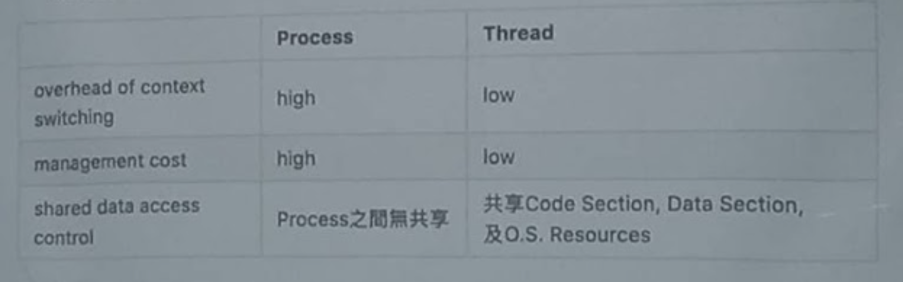 Process Thread
overhead of context
switching
high
low
management cost high low
shared data access
control
Process之間無共享
共享Code Section, Data Section,
及O.S. Resources